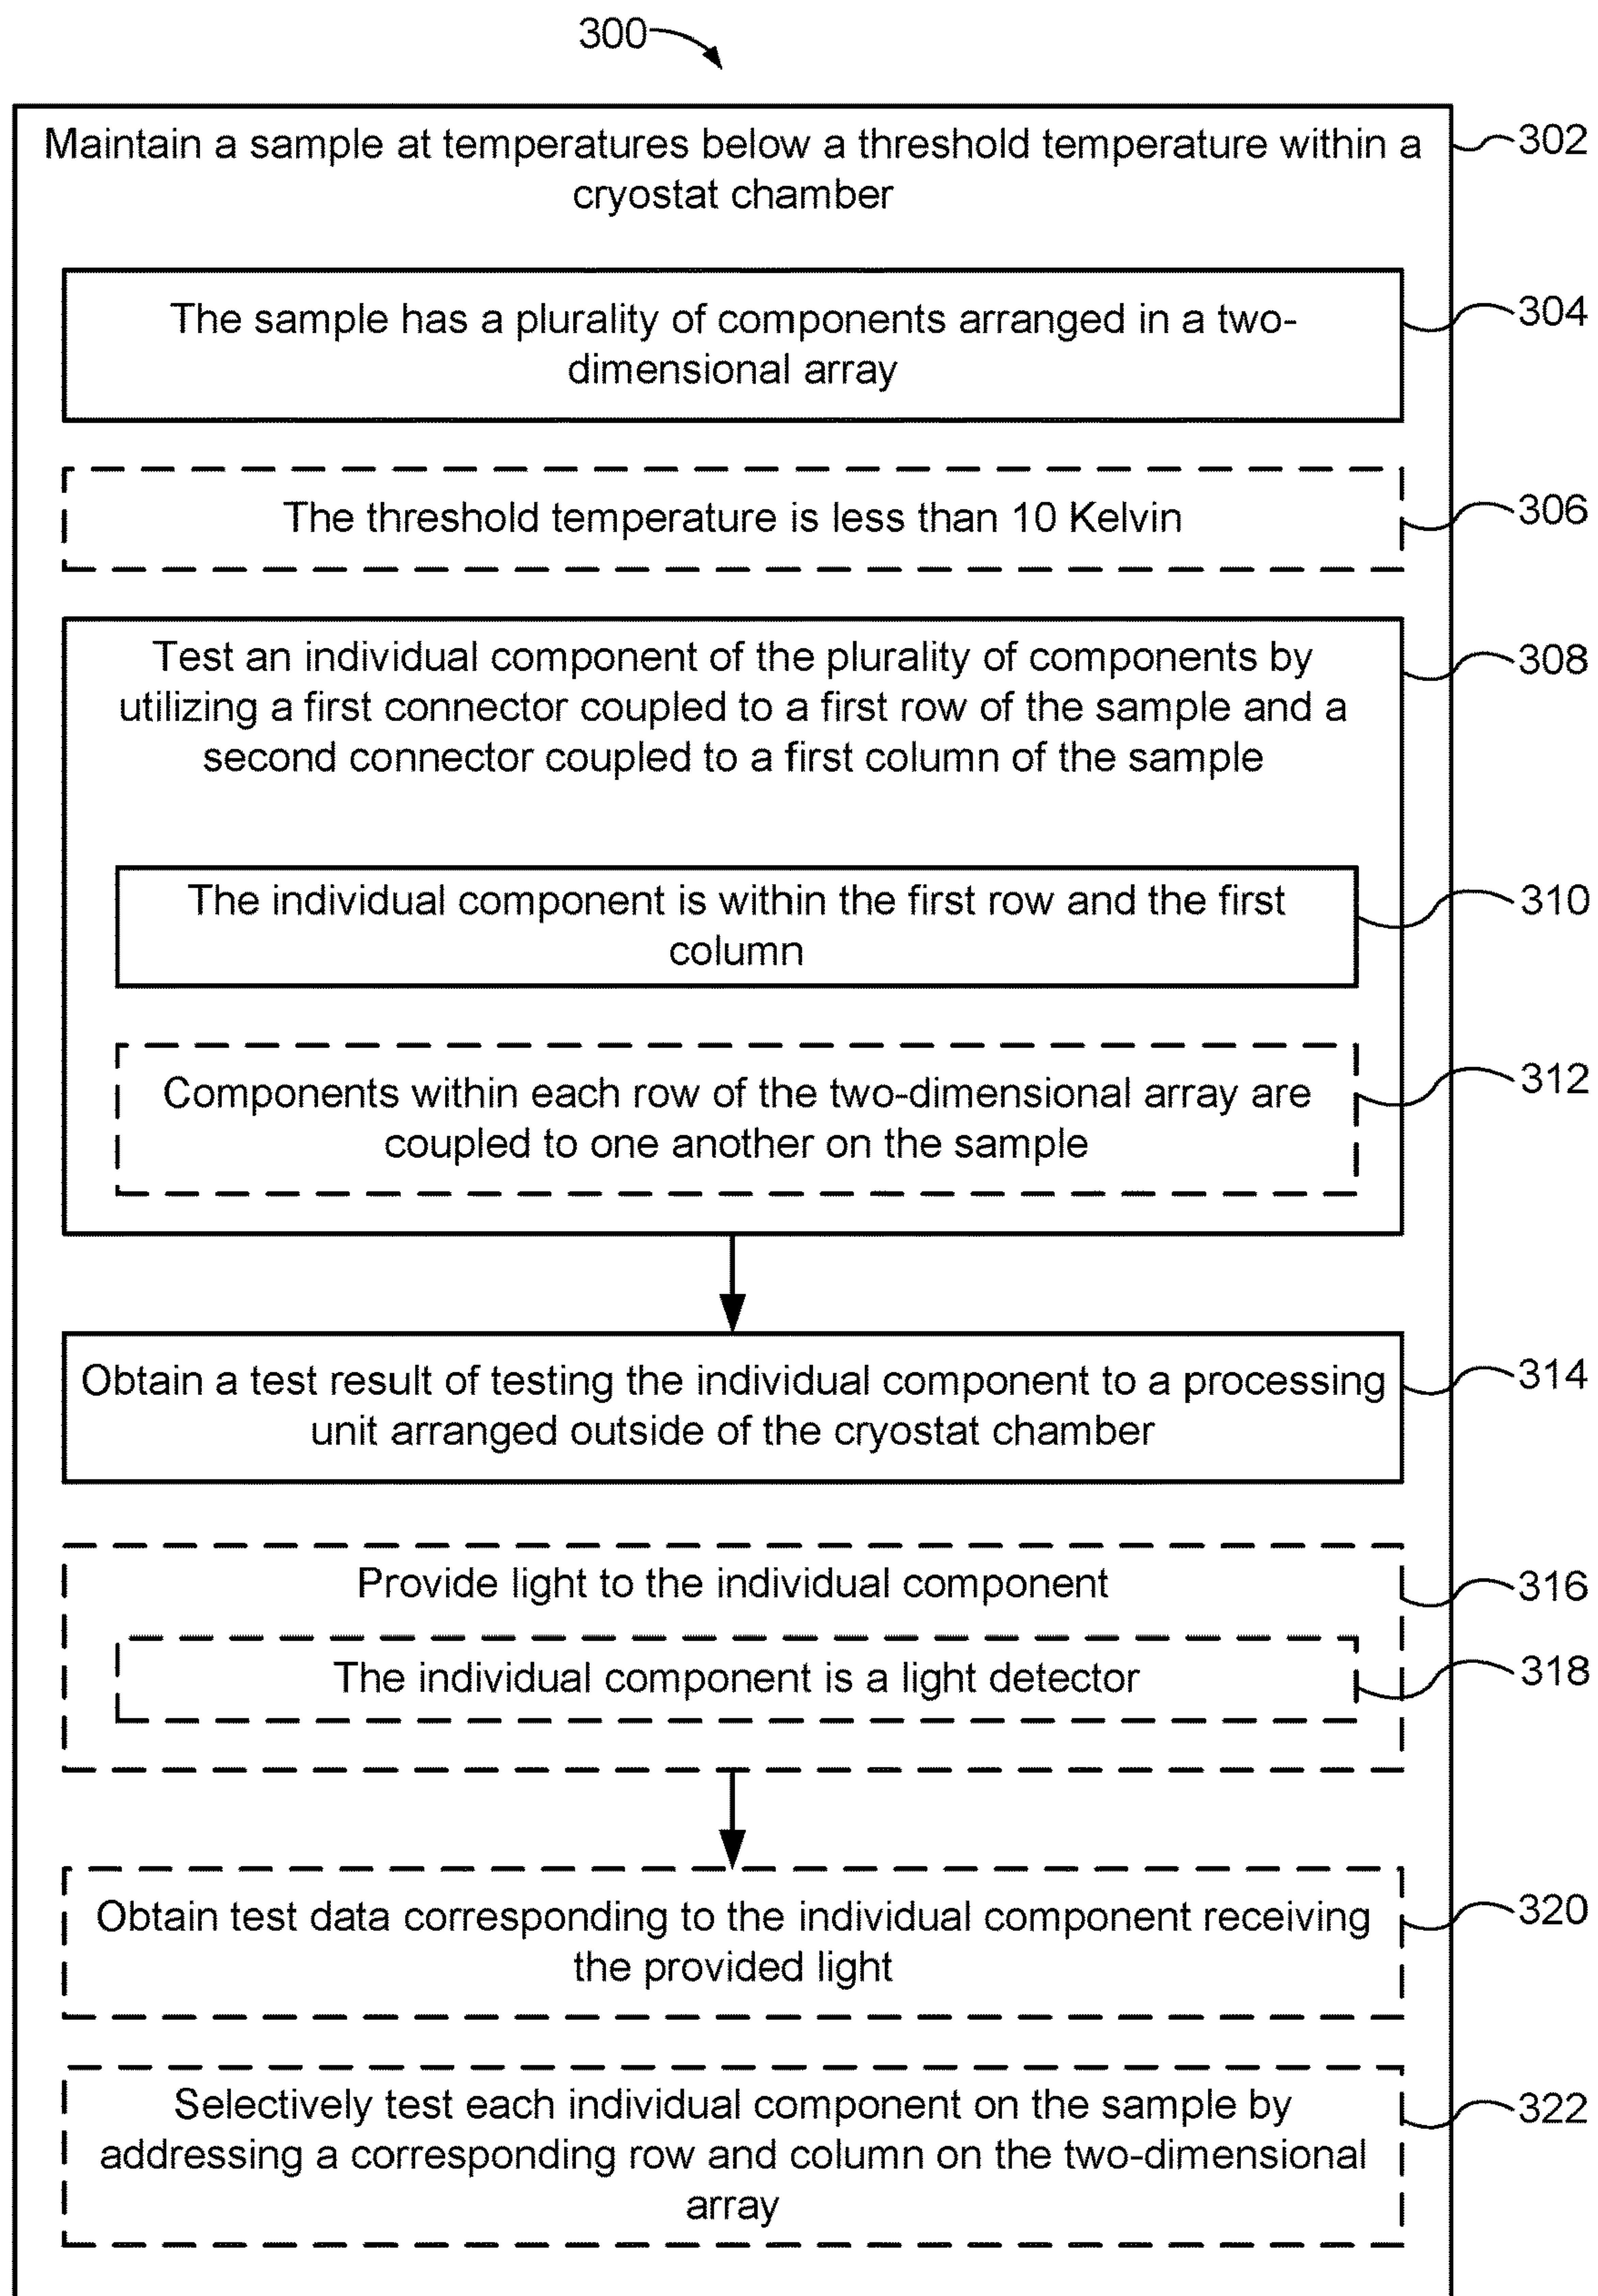 300
Maintain a sample at temperatures below a threshold temperature within a
cryostat chamber
302
The sample has a plurality of components arranged in a two-
dimensional array
304
The threshold temperature is less than 10 Kelvin
306
Test an individual component of the plurality of components by
utilizing a first connector coupled to a first row of the sample and a
second connector coupled to a first column of the sample
308
The individual component is within the first row and the first
column
310
Components within each row of the two-dimensional array are
coupled to one another on the sample
312
Obtain a test result of testing the individual component to a processing
unit arranged outside of the cryostat chamber
314
Provide light to the individual component
316
The individual component is a light detector
318
Obtain test data corresponding to the individual component receiving
the provided light
320
Selectively test each individual component on the sample by
addressing a corresponding row and column on the two-dimensional
array
322